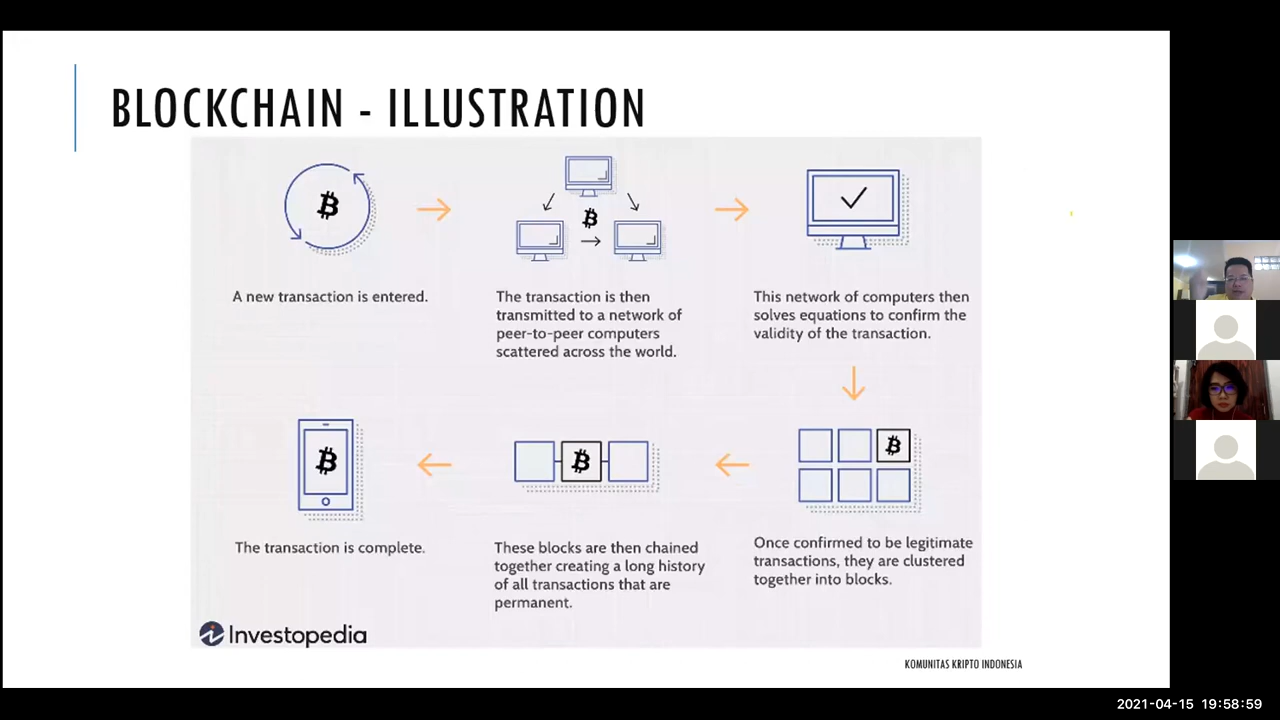 BLOCKCHAIN - ILLUSTRATION
A new transaction is entered.
The transaction is then
transmitted to a network of
peer-to-peer computers
scattered across the world.
This network of computers then
solves equations to confirm the
validity of the transaction.
Once confirmed to be legitimate
transactions, they are clustered
together into blocks.
These blocks are then chained
together creating a long history
of all transactions that are
permanent.
The transaction is complete.
Investopedia
KOMUNITAS KRIPTO INDONESIA
2021-04-15 19:58:59